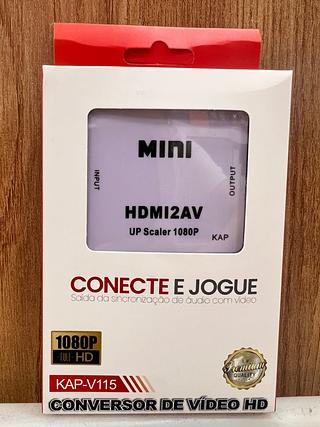 MINI
INPUT
OUTPUT
HDMI2AV
UP Scaler 1080P
KAP
CONECTE E JOGUE
Saída da sincronização de áudio com vídeo
1080P
FULL HD
Premium
QUALITY
KAP-V115
CONVERSOR DE VÍDEO HD